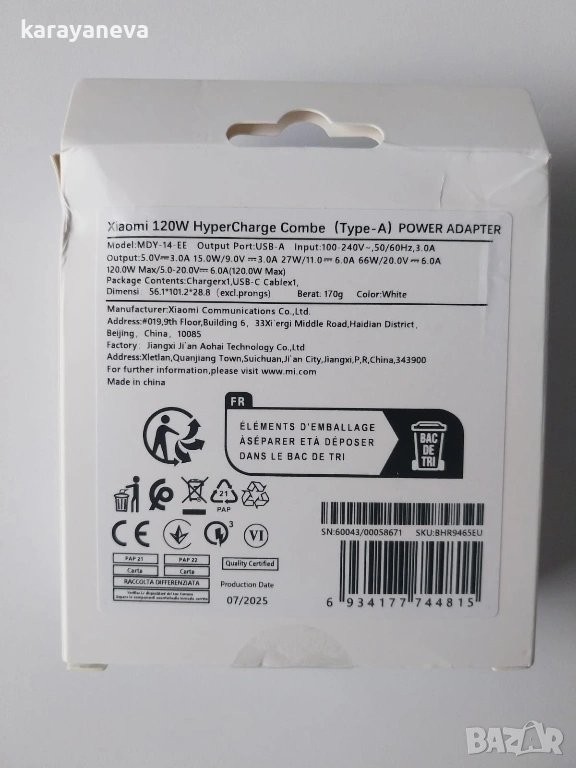 karayaneva
Xiaomi 120W HyperCharge Combe (Type-A) POWER ADAPTER
Model:MDY-14-EE Output Port:USB-A Input:100-240V~,50/60Hz,3.0A
Output:5.0V⎓3.0A 15.0W/9.0V⎓3.0A 27W/11.0⎓6.0A 66W/20.0V⎓6.0A
120.0W Max/5.0-20.0V⎓6.0A(120.0W Max)
Package Contents:Chargerx1,USB-C Cablex1,
Dimensi 56.1*101.2*28.8 (excl.prongs) Berat: 170g Color:White
Manufacturer:Xiaomi Communications Co.,Ltd.
Address:#019,9th Floor,Building 6, 33Xi'ergi Middle Road,Haidian District,
Beijing, China, 10085
Factory Jiangxi Ji'an Aohai Technology Co.,Ltd
Address:Xletlan,Quangiang Town,Suichuan,Ji'an City,Jiangxi,P,R,China,343900
For further information,please visit www.mi.com.
Made in china
FR
ÉLÉMENTS D'EMBALLAGE
ÀSÉPARER ETÀ DÉPOSER
DANS LE BAC DE TRI
BAC
DE
TRI
21
PAP
CE
3
VI
PAP 21
PAP 22
Carta
Carta
RACCOLTA DIFFERENZIATA
Quality Certified
Production Date
07/2025
SN:60043/00058671 SKU:BHR9465EU
6 934177 744815
BAZAR